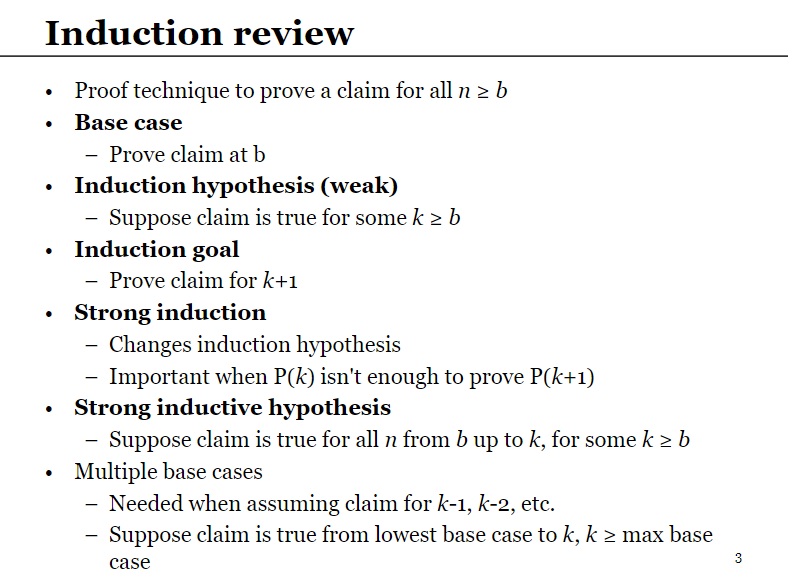 Induction review
• Proof technique to prove a claim for all n ≥ b
• Base case
– Prove claim at b
• Induction hypothesis (weak)
– Suppose claim is true for some k ≥ b
• Induction goal
– Prove claim for k+1
• Strong induction
– Changes induction hypothesis
– Important when P(k) isn't enough to prove P(k+1)
• Strong inductive hypothesis
– Suppose claim is true for all n from b up to k, for some k ≥ b
• Multiple base cases
– Needed when assuming claim for k-1, k-2, etc.
– Suppose claim is true from lowest base case to k, k ≥ max base
case
3